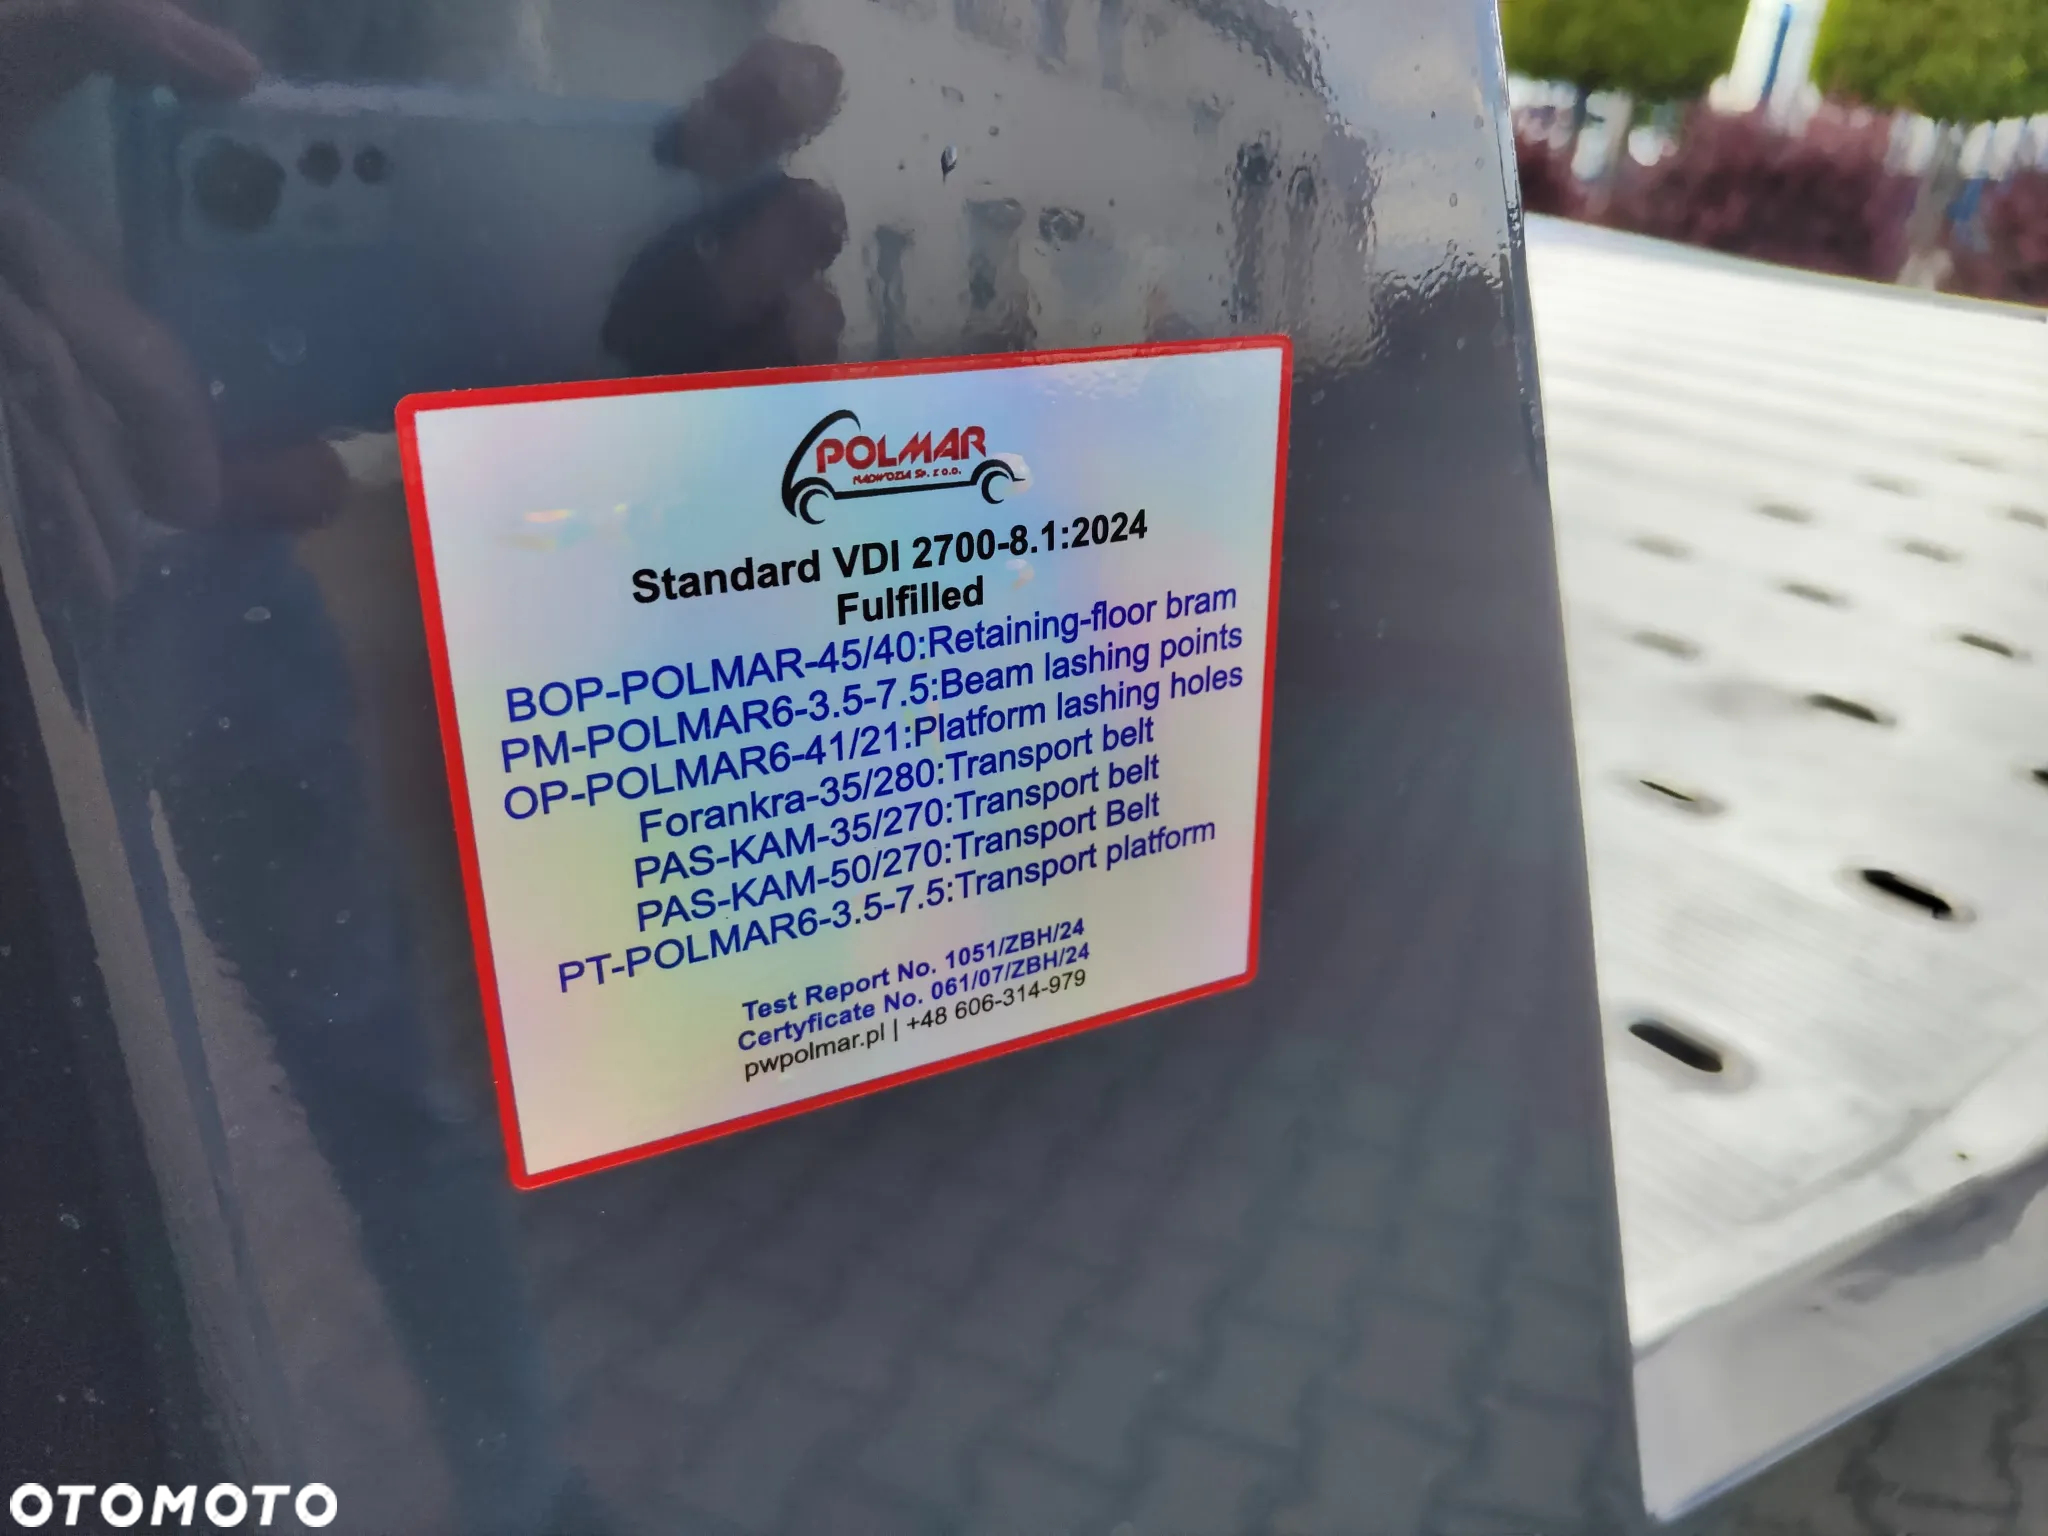 POLMAR
NADWOZIA SP. Z O.O.
Standard VDI 2700-8.1:2024
Fulfilled
BOP-POLMAR-45/40:Retaining-floor bram
PM-POLMAR6-3.5-7.5:Beam lashing points
OP-POLMAR6-41/21:Platform lashing holes
Forankra-35/280:Transport belt
PAS-KAM-35/270:Transport belt
PAS-KAM-50/270:Transport Belt
PT-POLMAR6-3.5-7.5:Transport platform
Test Report No. 1051/ZBH/24
Certyficate No. 061/07/ZBH/24
pwpolmar.pl | +48 606-314-979
OTOMOTO